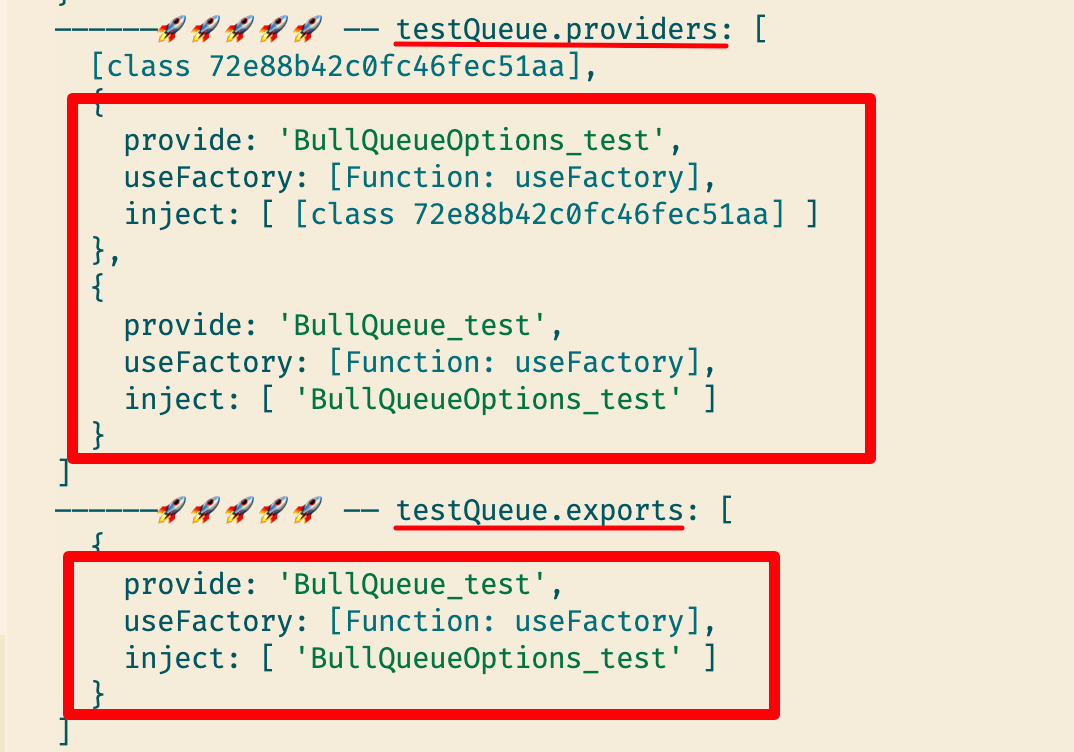 ——————🚀🚀🚀🚀🚀 —— testQueue.providers: [
[class 72e88b42c0fc46fec51aa],
{
provide: 'BullQueueOptions_test',
useFactory: [Function: useFactory],
inject: [ [class 72e88b42c0fc46fec51aa] ]
},
{
provide: 'BullQueue_test',
useFactory: [Function: useFactory],
inject: [ 'BullQueueOptions_test' ]
}
]
——————🚀🚀🚀🚀🚀 —— testQueue.exports: [
{
provide: 'BullQueue_test',
useFactory: [Function: useFactory],
inject: [ 'BullQueueOptions_test' ]
}
]